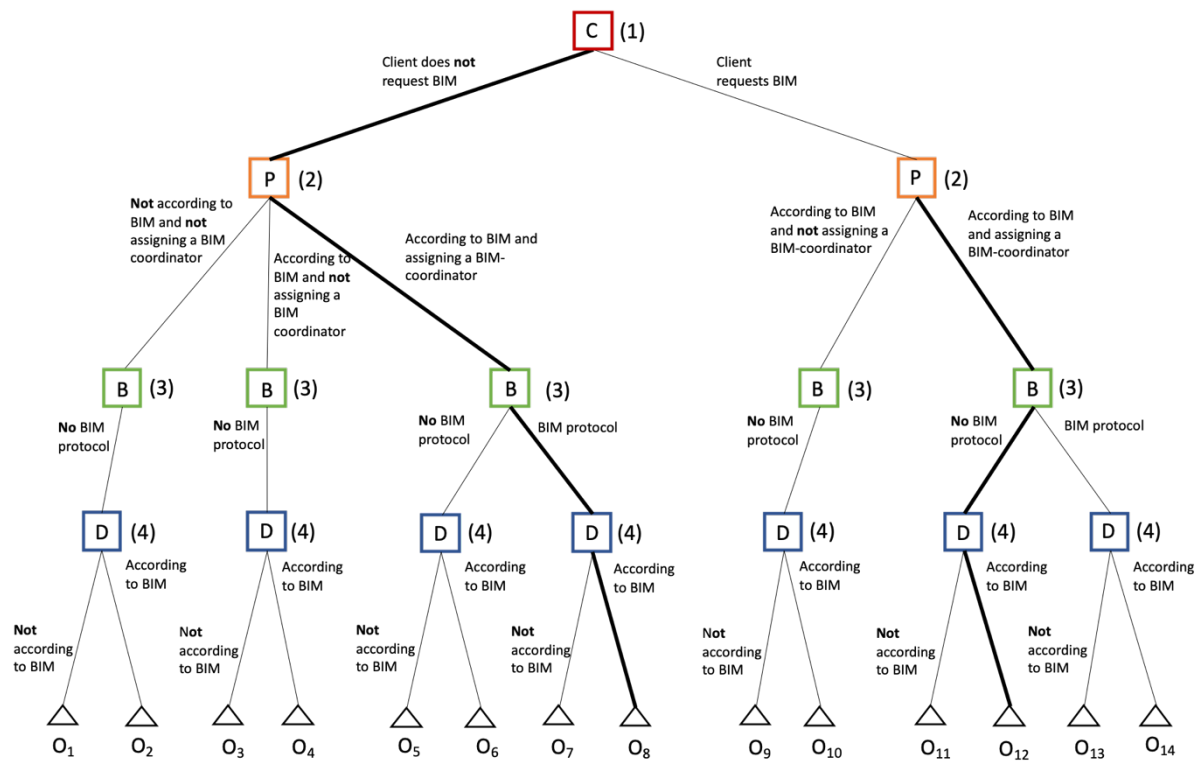 C (1)
Client does not
request BIM
Client
requests BIM
P (2)
P (2)
Not according to
BIM and not
assigning a BIM
coordinator
According to
BIM and not
assigning a
BIM
coordinator
According to BIM and
assigning a BIM-
coordinator
According to BIM
and not assigning a
BIM-coordinator
According to BIM
and assigning a
BIM-coordinator
B (3)
B (3)
B (3)
B (3)
B (3)
No BIM
protocol
No BIM
protocol
No BIM
protocol
BIM protocol
No BIM
protocol
No BIM
protocol
BIM protocol
D (4)
D (4)
D (4)
D (4)
D (4)
D (4)
D (4)
According
to BIM
According
to BIM
According
to BIM
According
to BIM
According
to BIM
According
to BIM
According
to BIM
Not
according
to BIM
Not
according
to BIM
Not
according
to BIM
Not
according
to BIM
Not
according
to BIM
Not
according
to BIM
Not
according
to BIM
O1 O2 O3 O4 O5 O6 O7 O8 O9 O10 O11 O12 O13 O14